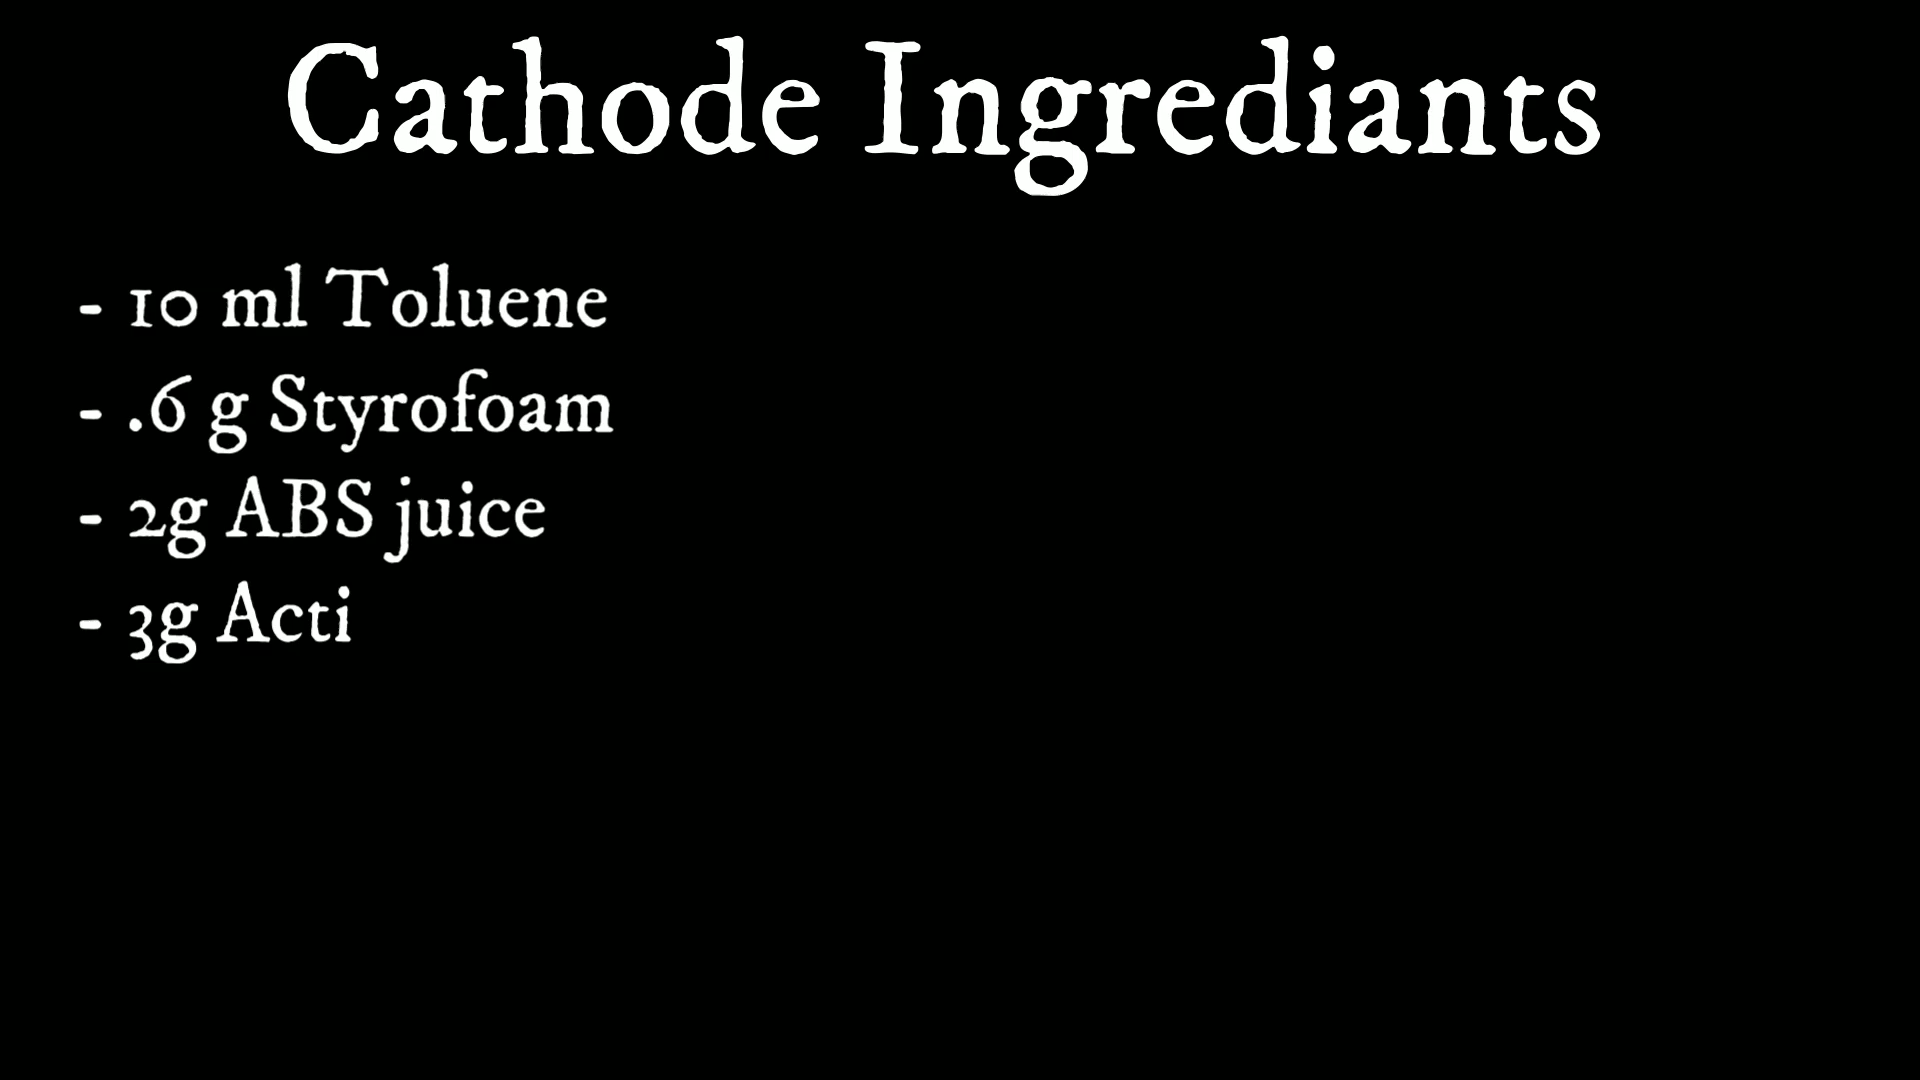 Cathode Ingrediants
- 10 ml Toluene
- .6 g Styrofoam
- 2g ABS juice
- 3g Acti